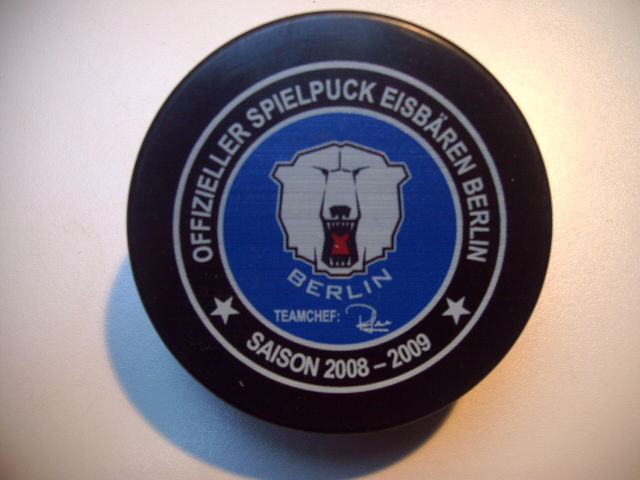 OFFIZIELLER SPIELPUCK EISBÄREN BERLIN
BERLIN
TEAMCHEF:
SAISON 2008 – 2009